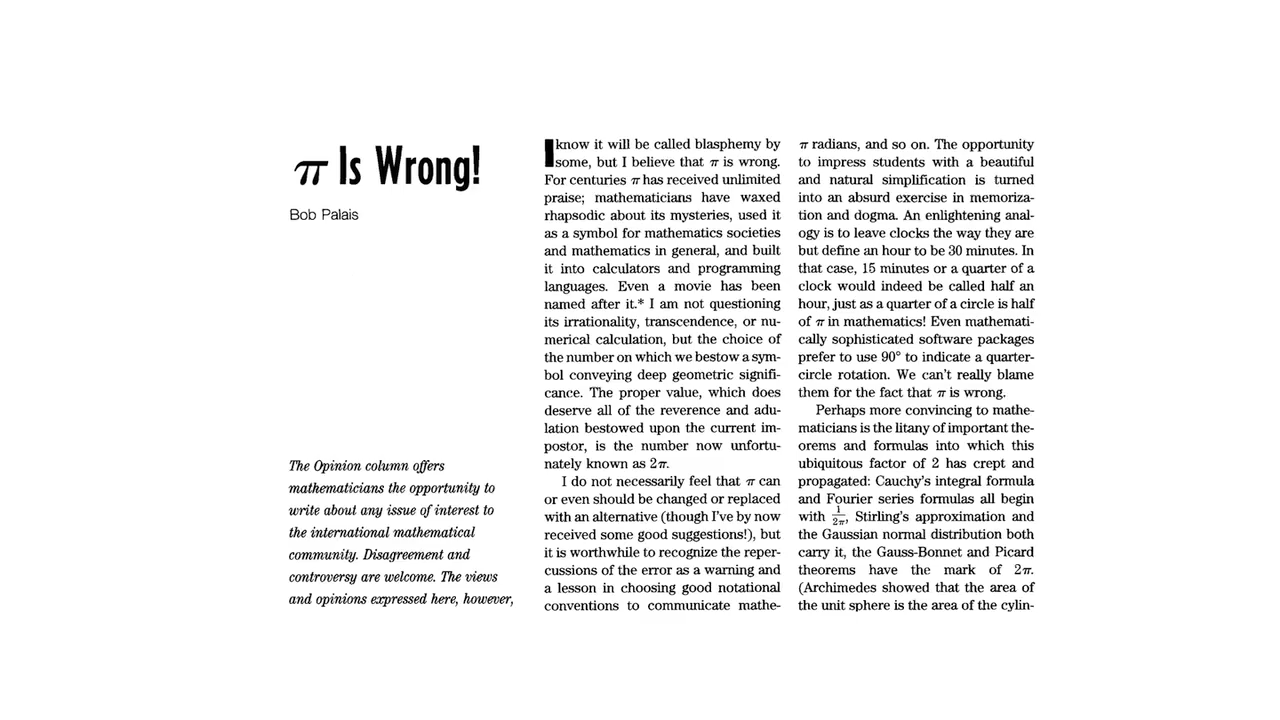 π Is Wrong!
Bob Palais
The Opinion column offers
mathematicians the opportunity to
write about any issue of interest to
the international mathematical
community. Disagreement and
controversy are welcome. The views
and opinions expressed here, however,
I know it will be called blasphemy by
some, but I believe that π is wrong.
For centuries π has received unlimited
praise; mathematicians have waxed
rhapsodic about its mysteries, used it
as a symbol for mathematics societies
and mathematics in general, and built
it into calculators and programming
languages. Even a movie has been
named after it.* I am not questioning
its irrationality, transcendence, or nu-
merical calculation, but the choice of
the number on which we bestow a sym-
bol conveying deep geometric signifi-
cance. The proper value, which does
deserve all of the reverence and adu-
lation bestowed upon the current im-
postor, is the number now unfortu-
nately known as 2π.
I do not necessarily feel that π can
or even should be changed or replaced
with an alternative (though I've by now
received some good suggestions!), but
it is worthwhile to recognize the reper-
cussions of the error as a warning and
a lesson in choosing good notational
conventions to communicate mathe-
π radians, and so on. The opportunity
to impress students with a beautiful
and natural simplification is turned
into an absurd exercise in memoriza-
tion and dogma. An enlightening anal-
ogy is to leave clocks the way they are
but define an hour to be 30 minutes. In
that case, 15 minutes or a quarter of a
clock would indeed be called half an
hour, just as a quarter of a circle is half
of π in mathematics! Even mathemati-
cally sophisticated software packages
prefer to use 90° to indicate a quarter-
circle rotation. We can't really blame
them for the fact that π is wrong.
Perhaps more convincing to mathe-
maticians is the litany of important the-
orems and formulas into which this
ubiquitous factor of 2 has crept and
propagated: Cauchy's integral formula
and Fourier series formulas all begin
with 1/2π, Stirling's approximation and
the Gaussian normal distribution both
carry it, the Gauss-Bonnet and Picard
theorems have the mark of 2π.
(Archimedes showed that the area of
the unit sphere is the area of the cylin-